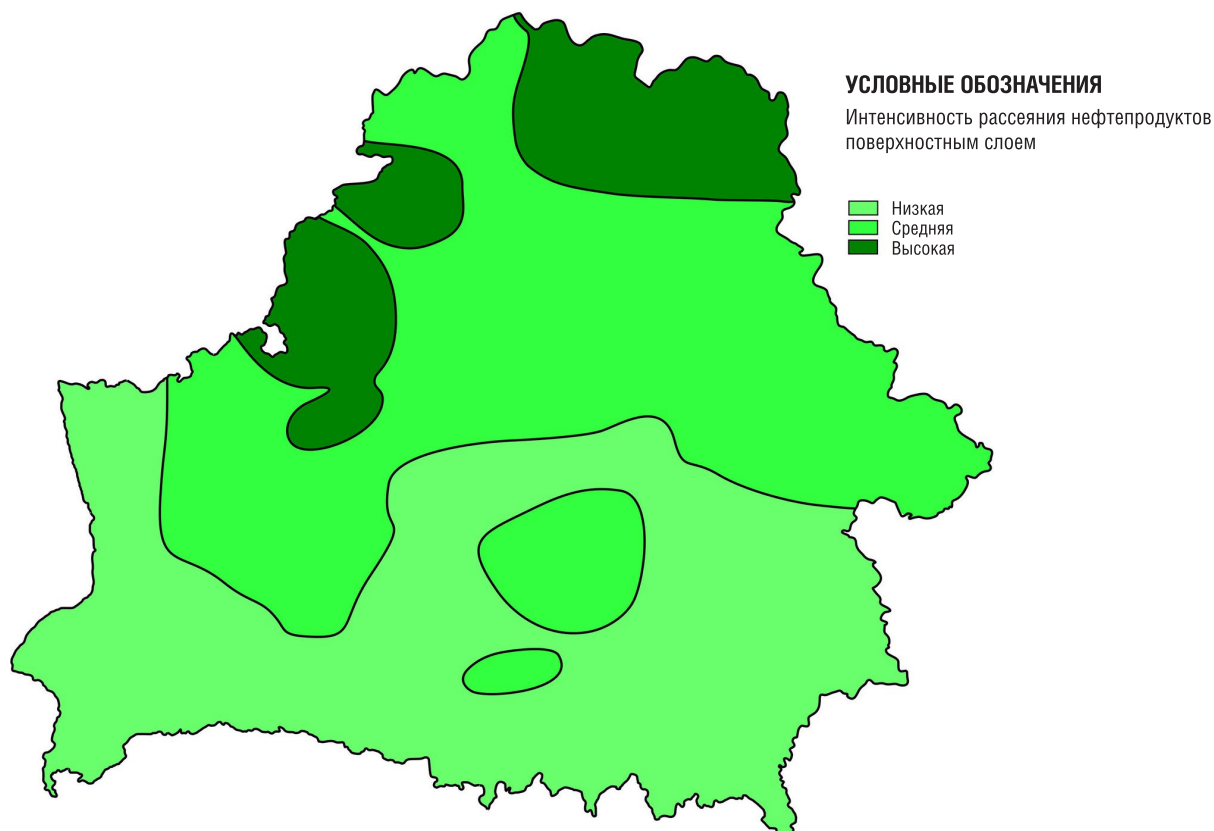 УСЛОВНЫЕ ОБОЗНАЧЕНИЯ
Интенсивность рассеяния нефтепродуктов
поверхностным слоем
Низкая
Средняя
Высокая